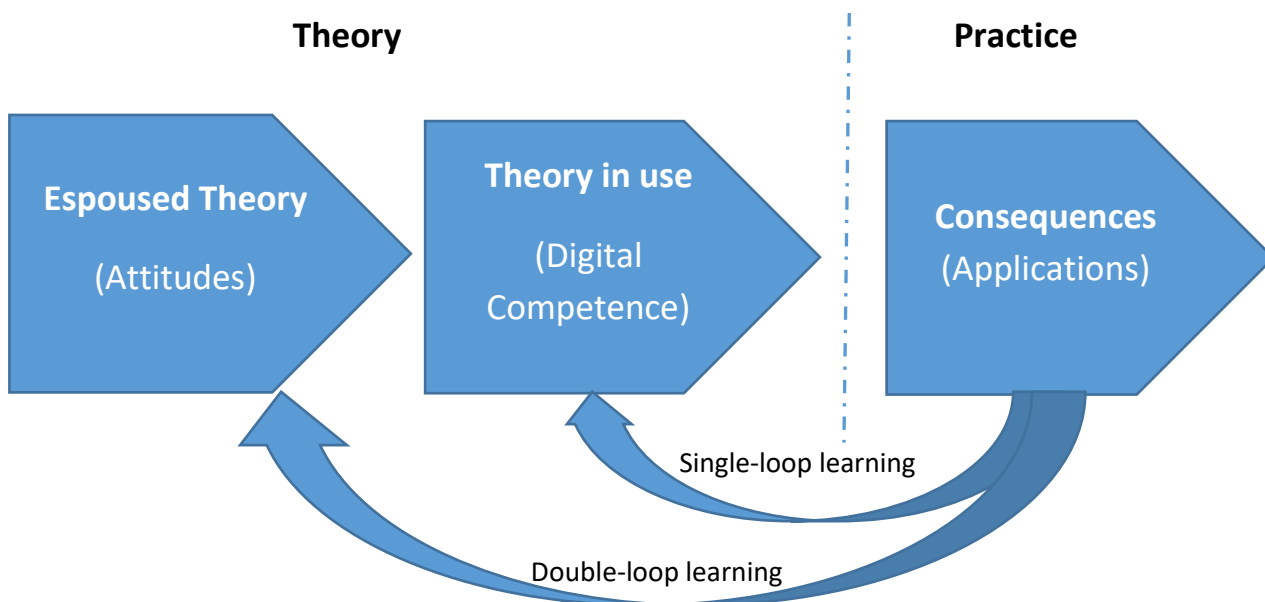 Theory
Practice
Espoused Theory
(Attitudes)
Theory in use
(Digital
Competence)
Consequences
(Applications)
Single-loop learning
Double-loop learning